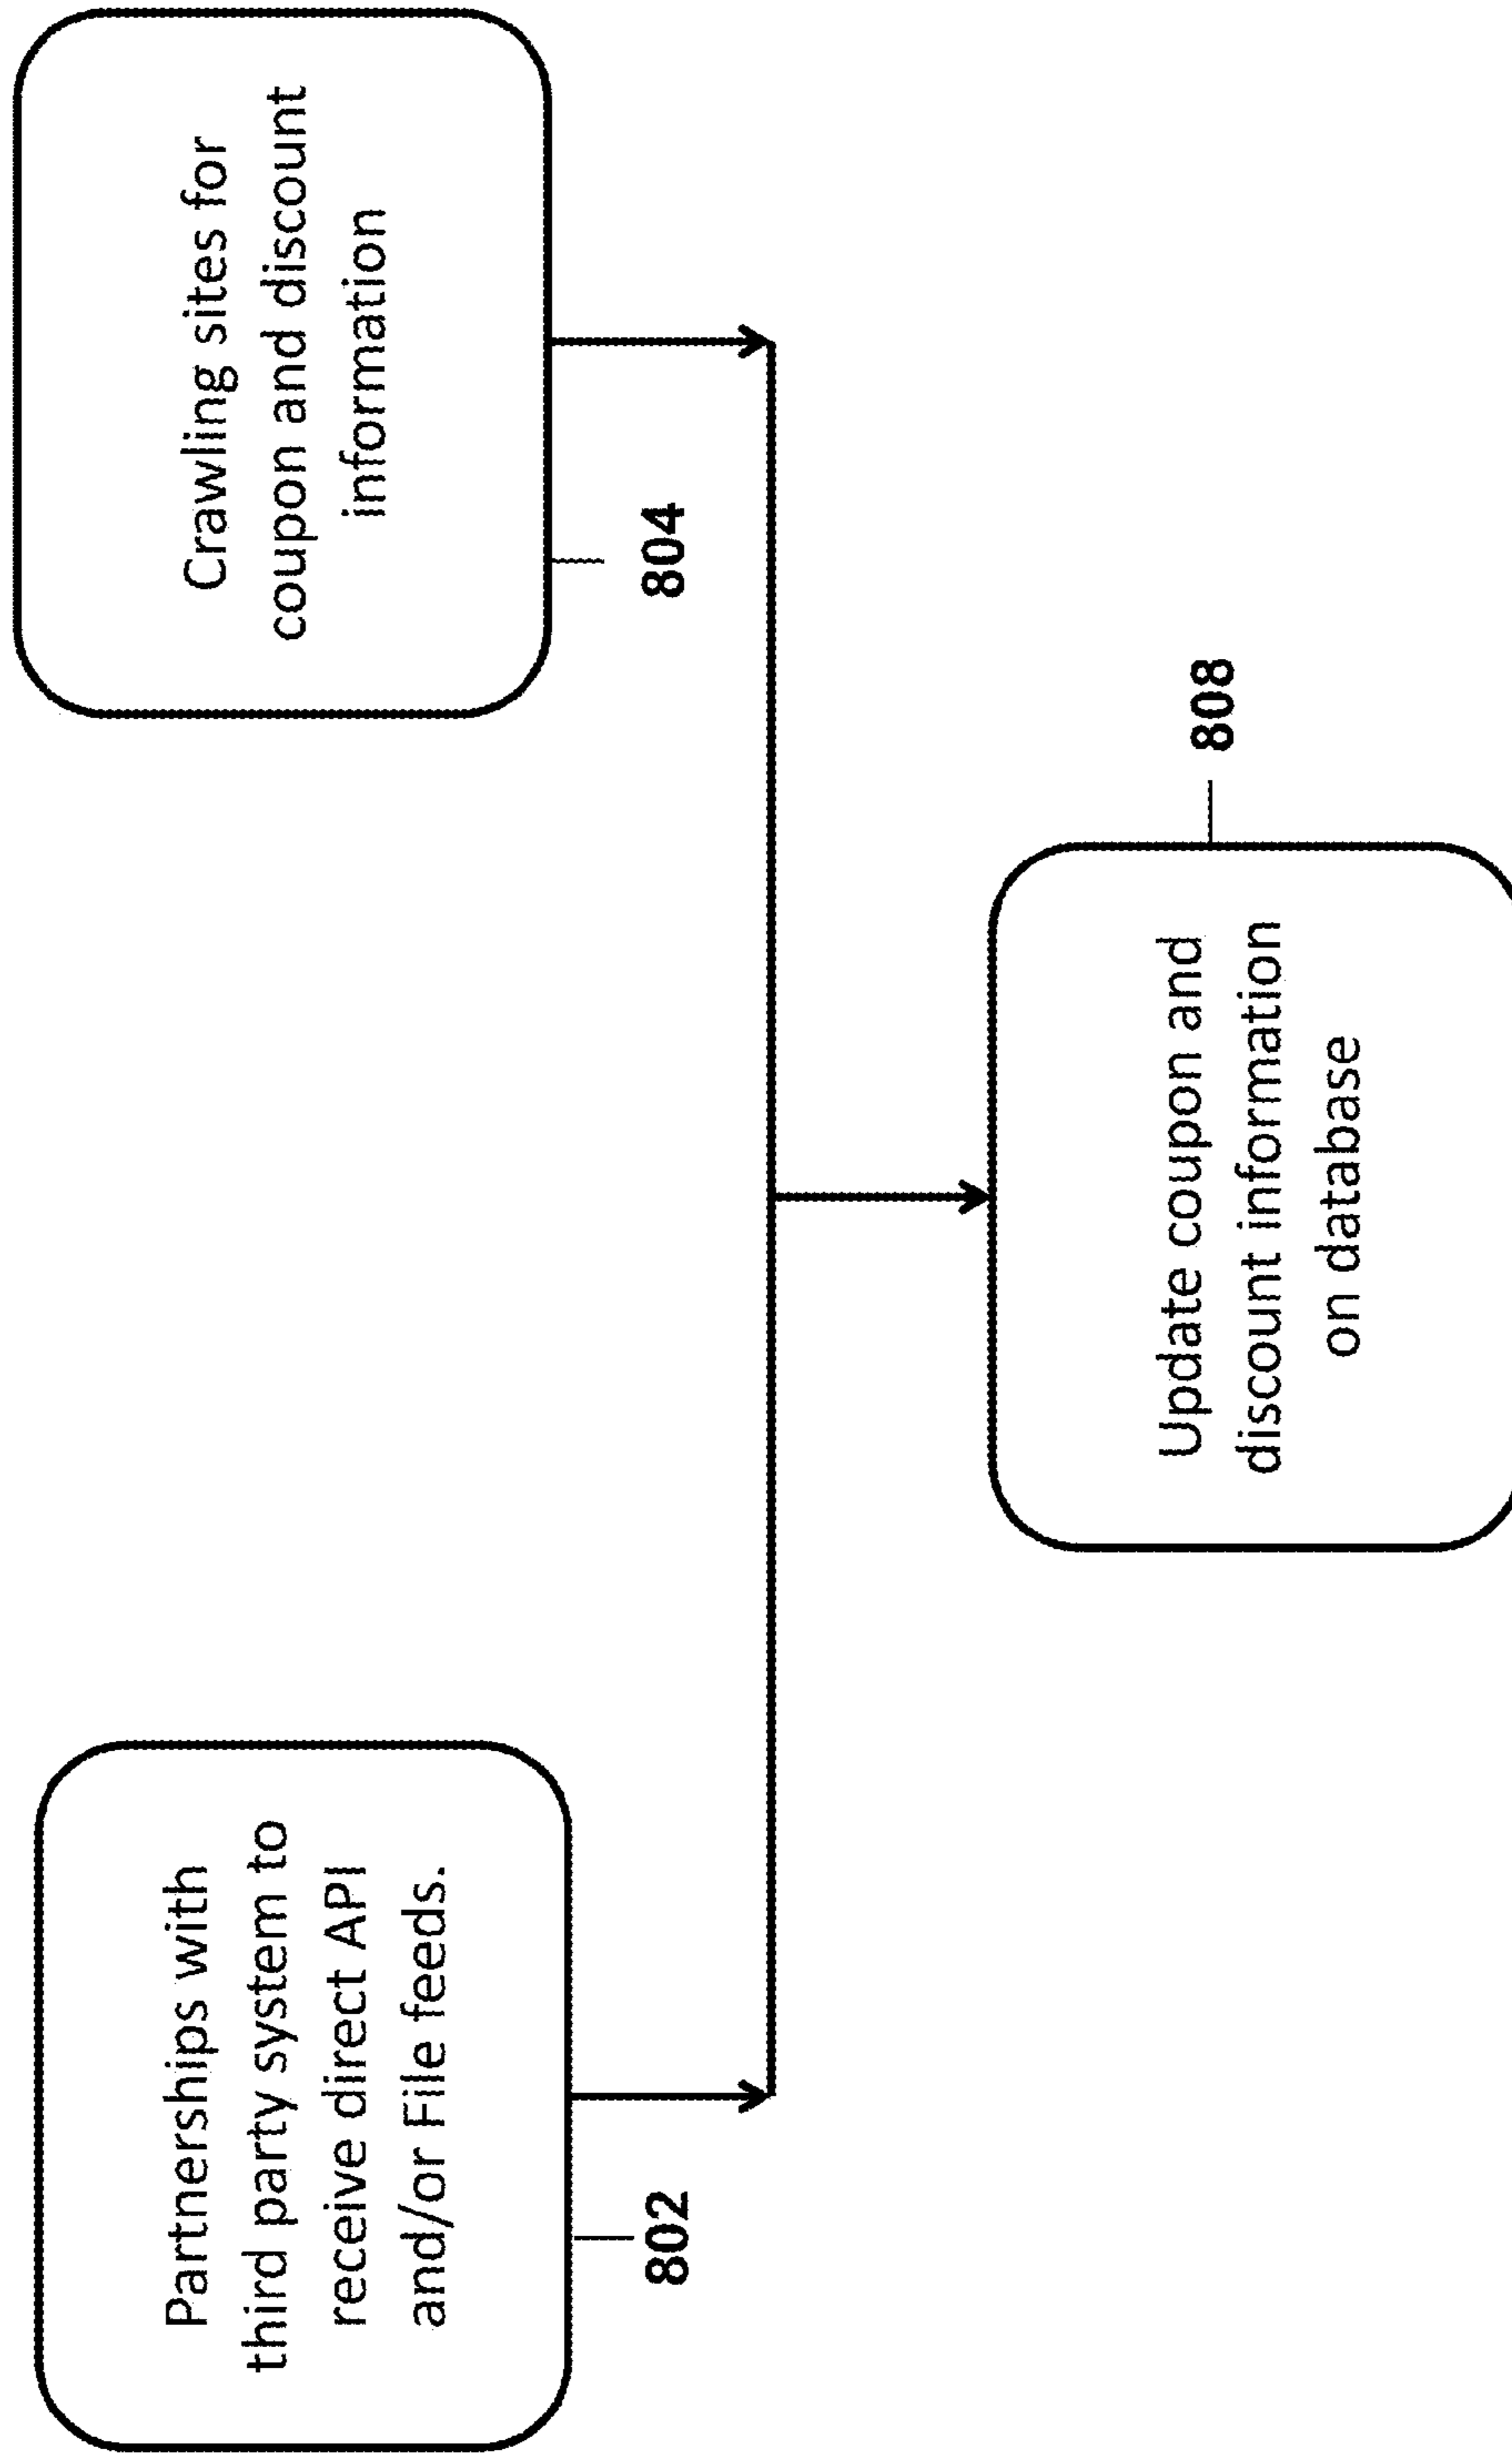 Partnerships with
third party system to
receive direct API
and/or File feeds.
802
Crawling sites for
coupon and discount
information
804
Update coupon and
discount information
on database
808